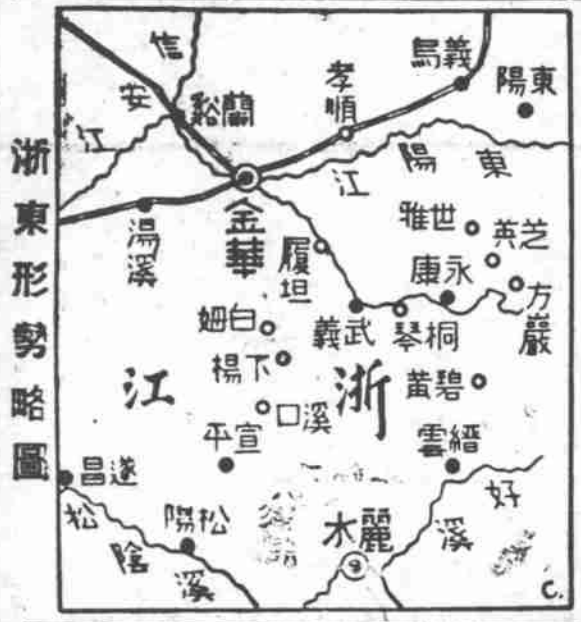 浙東形勢略圖
信安江
蘭谿
孝順
義烏
東陽
東陽江
金華
湯溪
履坦
世雅
芝英
永康
方巖
武義
桐琴
白姆
下楊
浙江
碧黃
溪口
宣平
縉雲
遂昌
松陽
松陰溪
麗水
好溪
C.